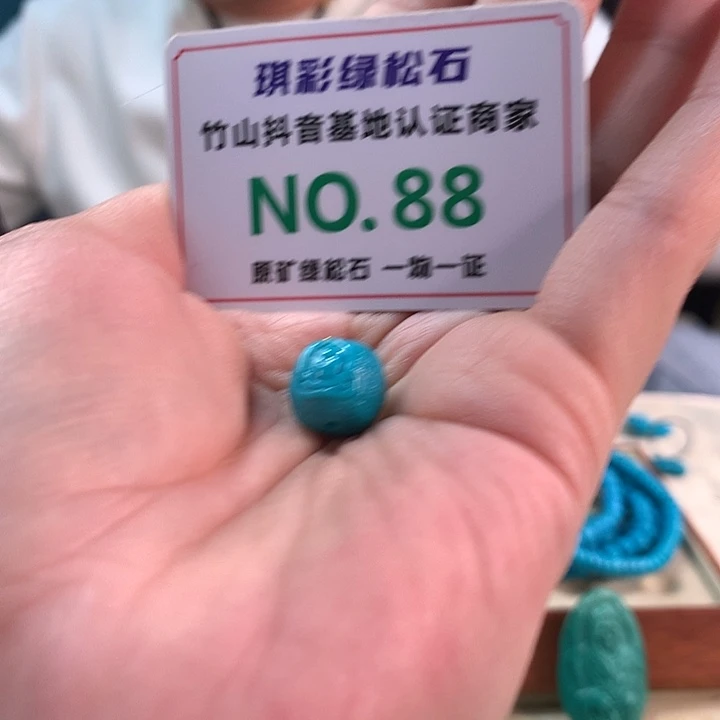 琪彩绿松石
竹山抖音基地认证商家
NO.88
原矿绿松石 一物一证